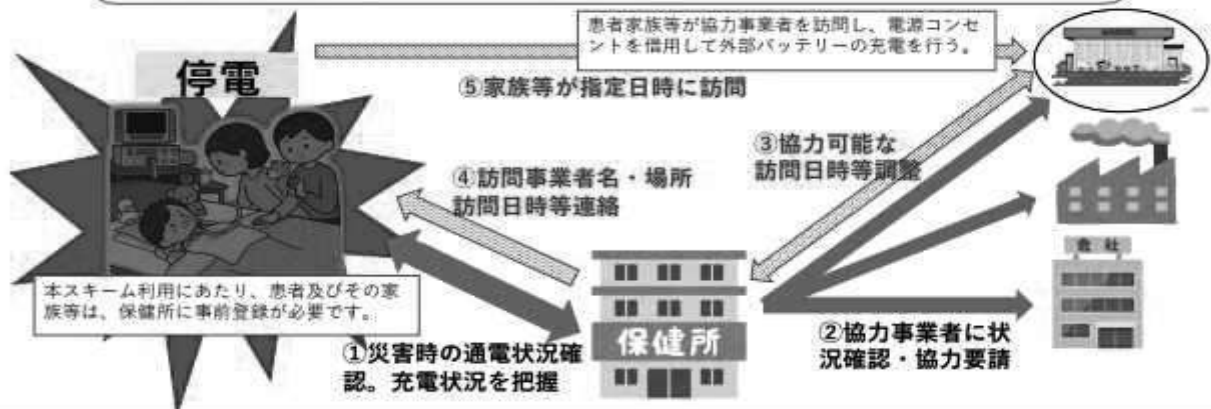 患者家族等が協力事業者を訪問し、電源コンセ
ントを借用して外部バッテリーの充電を行う。
停電
⑤家族等が指定日時に訪問
③協力可能な
訪問日時等調整
④訪問事業者名・場所
訪問日時等連絡
会社
本スキーム利用にあたり、患者及びその家
族等は、保健所に事前登録が必要です。
保健所
①災害時の通電状況確
認。充電状況を把握
②協力事業者に状
況確認・協力要請